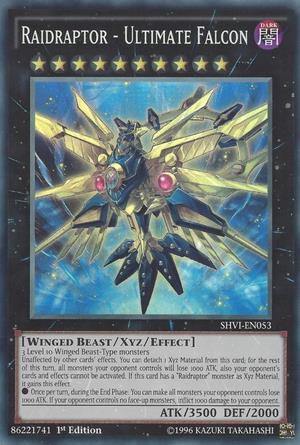 RAIDRAPTOR - ULTIMATE FALCON
DARK
闇
SHVI-EN053
[WINGED BEAST/XYZ/EFFECT]
3 Level 10 Winged Beast-Type monsters
Unaffected by other cards' effects. You can detach 1 Xyz Material from this card; for the rest
of this turn, all monsters your opponent controls will lose 1000 ATK, also your opponent's
cards and effects cannot be activated. If this card has a "Raidraptor" monster as Xyz Material,
it gains this effect.
● Once per turn, during the End Phase: You can make all monsters your opponent controls lose
1000 ATK. If your opponent controls no face-up monsters, inflict 1000 damage to your opponent.
ATK/3500 DEF/2000
86221741 1st Edition ©1996 KAZUKI TAKAHASHI